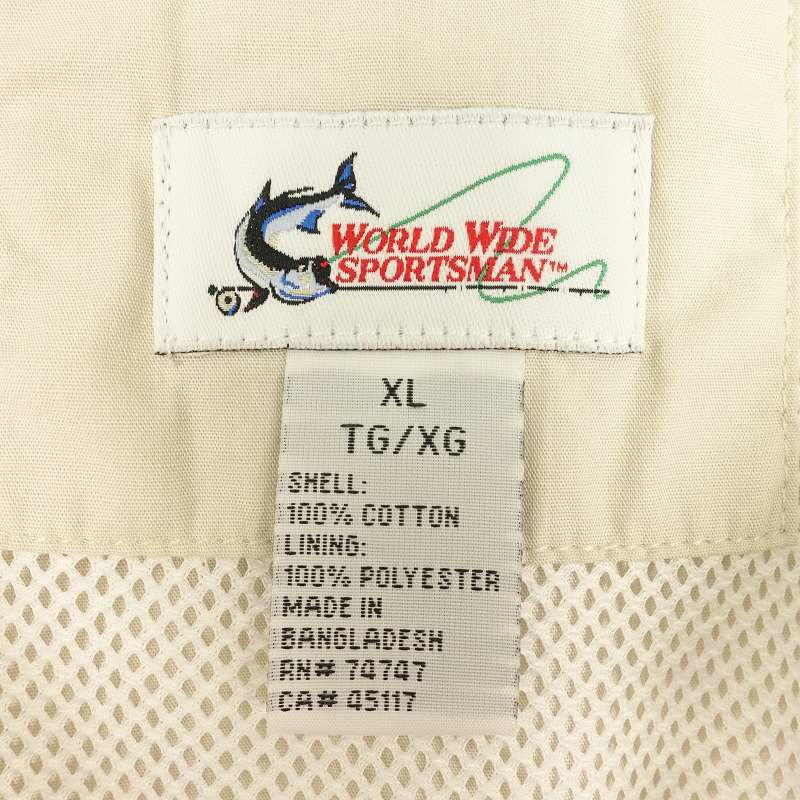 WORLD WIDE
SPORTSMAN™
XL
TG/XG
SHELL:
100% COTTON
LINING:
100% POLYESTER
MADE IN
BANGLADESH
RN# 74747
CA# 45117